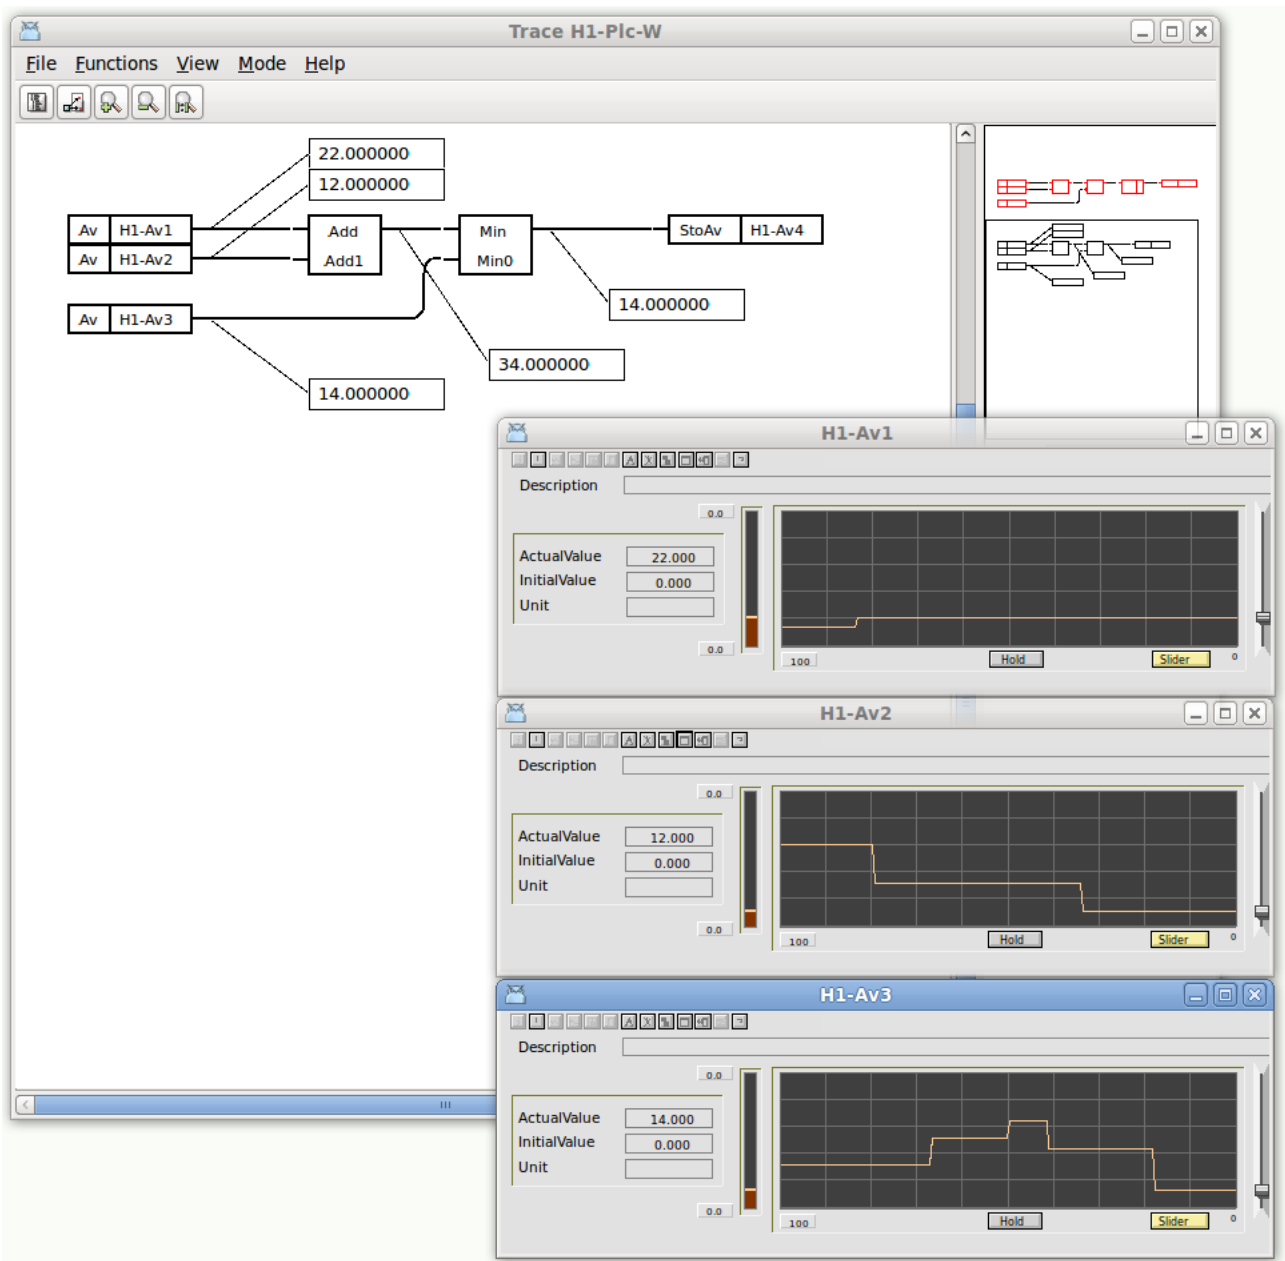 Trace H1-Plc-W
File Functions View Mode Help
22.000000
12.000000
Av H1-Av1
Av H1-Av2
Add
Add1
Min
Min0
StoAv H1-Av4
Av H1-Av3
14.000000
34.000000
14.000000
H1-Av1
Description
0.0
ActualValue 22.000
InitialValue 0.000
Unit
0.0
100 Hold Slider 0
H1-Av2
Description
0.0
ActualValue 12.000
InitialValue 0.000
Unit
0.0
100 Hold Slider 0
H1-Av3
Description
0.0
ActualValue 14.000
InitialValue 0.000
Unit
0.0
100 Hold Slider 0